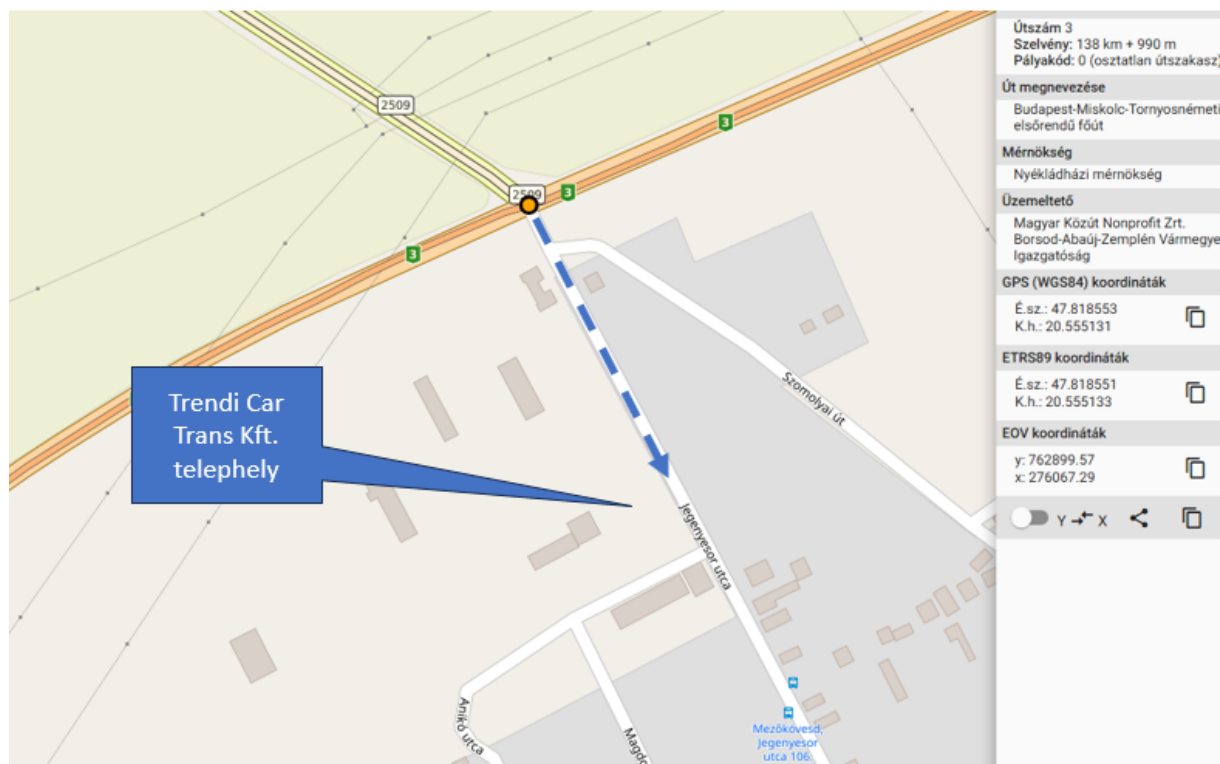 2509
3
2509
3
3
Trendi Car
Trans Kft.
telephely
Szomolyai út
Jegenyesor utca
Anikó utca
Magdo
Mezőkövesd,
Jegenyesor
utca 106.
Útszám 3
Szelvény: 138 km + 990 m
Pályakód: 0 (osztatlan útszakasz)
Út megnevezése
Budapest-Miskolc-Tornyosnémeti
elsőrendű főút
Mérnökség
Nyékládházi mérnökség
Üzemeltető
Magyar Közút Nonprofit Zrt.
Borsod-Abaúj-Zemplén Vármegye
Igazgatóság
GPS (WGS84) koordináták
É.sz.: 47.818553
K.h.: 20.555131
ETRS89 koordináták
É.sz.: 47.818551
K.h.: 20.555133
EOV koordináták
y: 762899.57
x: 276067.29
Y X